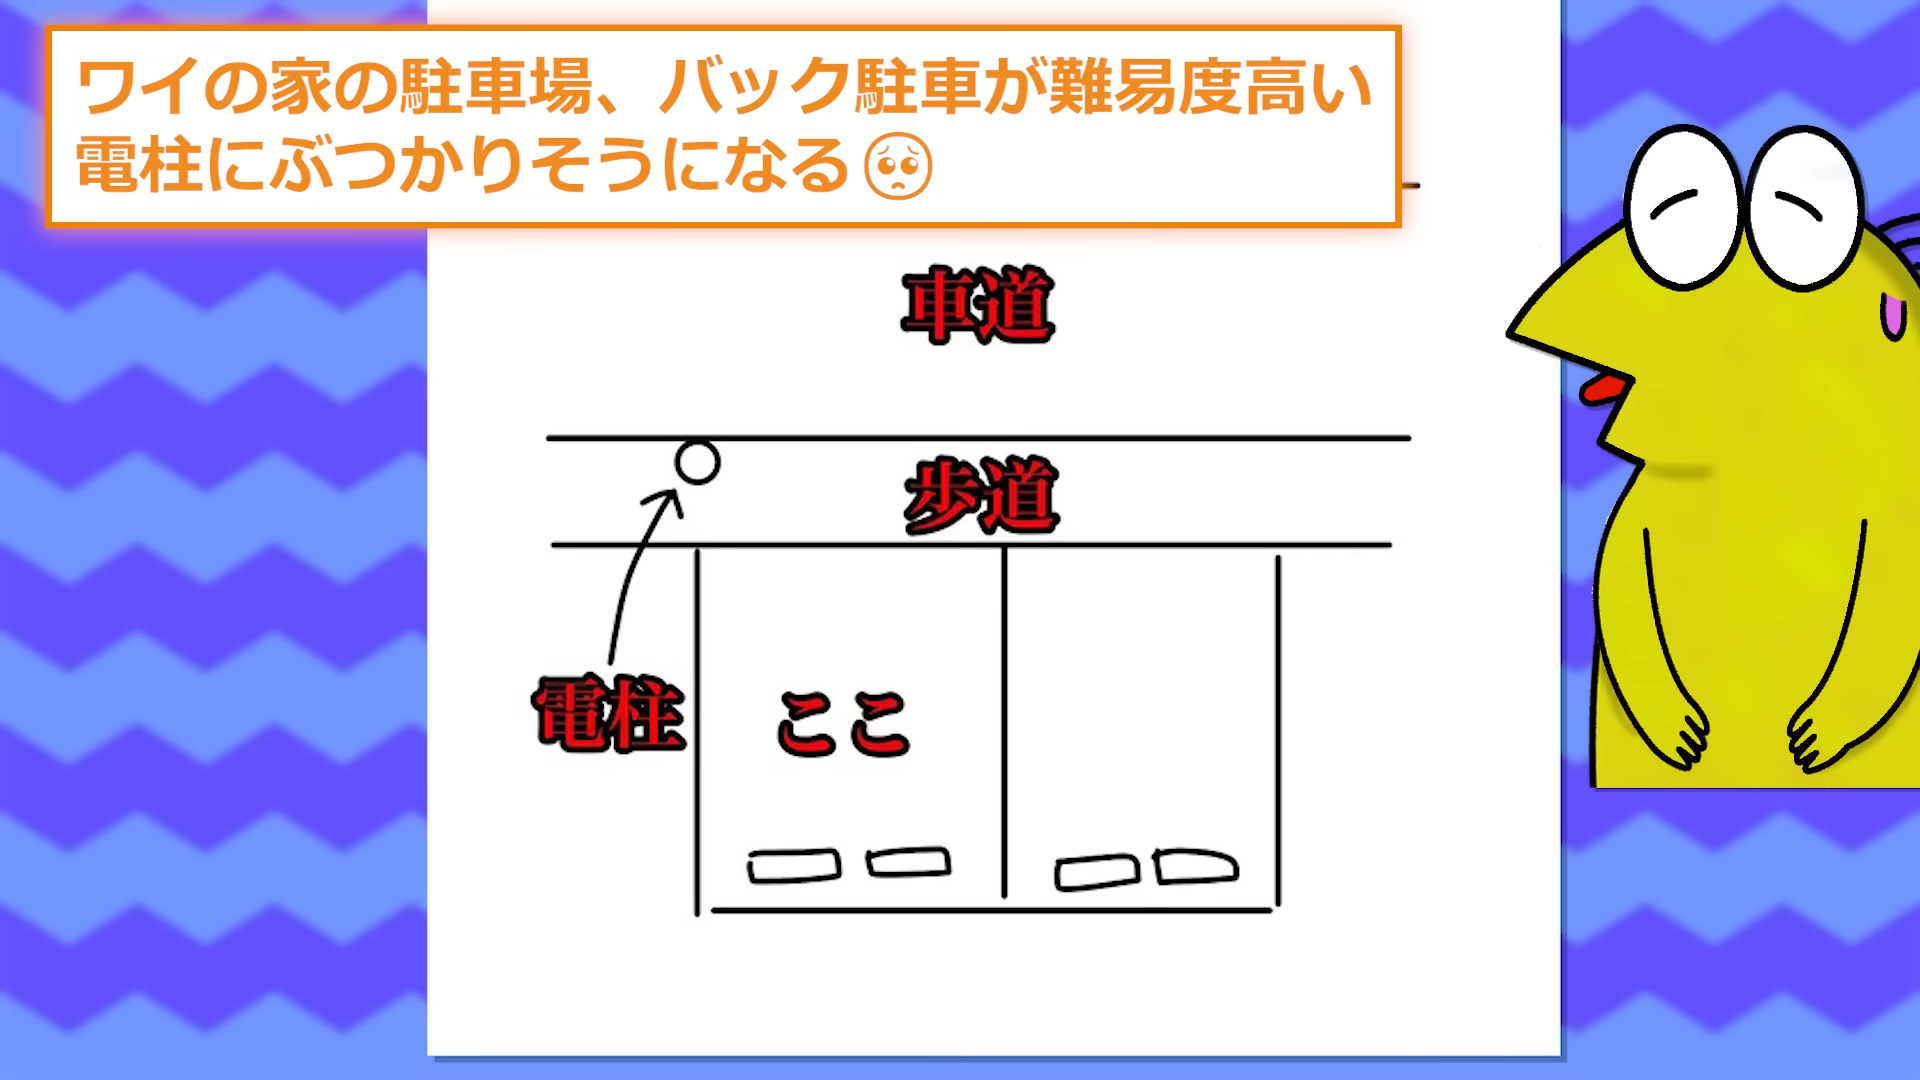 ワイの家の駐車場、バック駐車が難易度高い
電柱にぶつかりそうになる🥺
車道
歩道
電柱
ここ